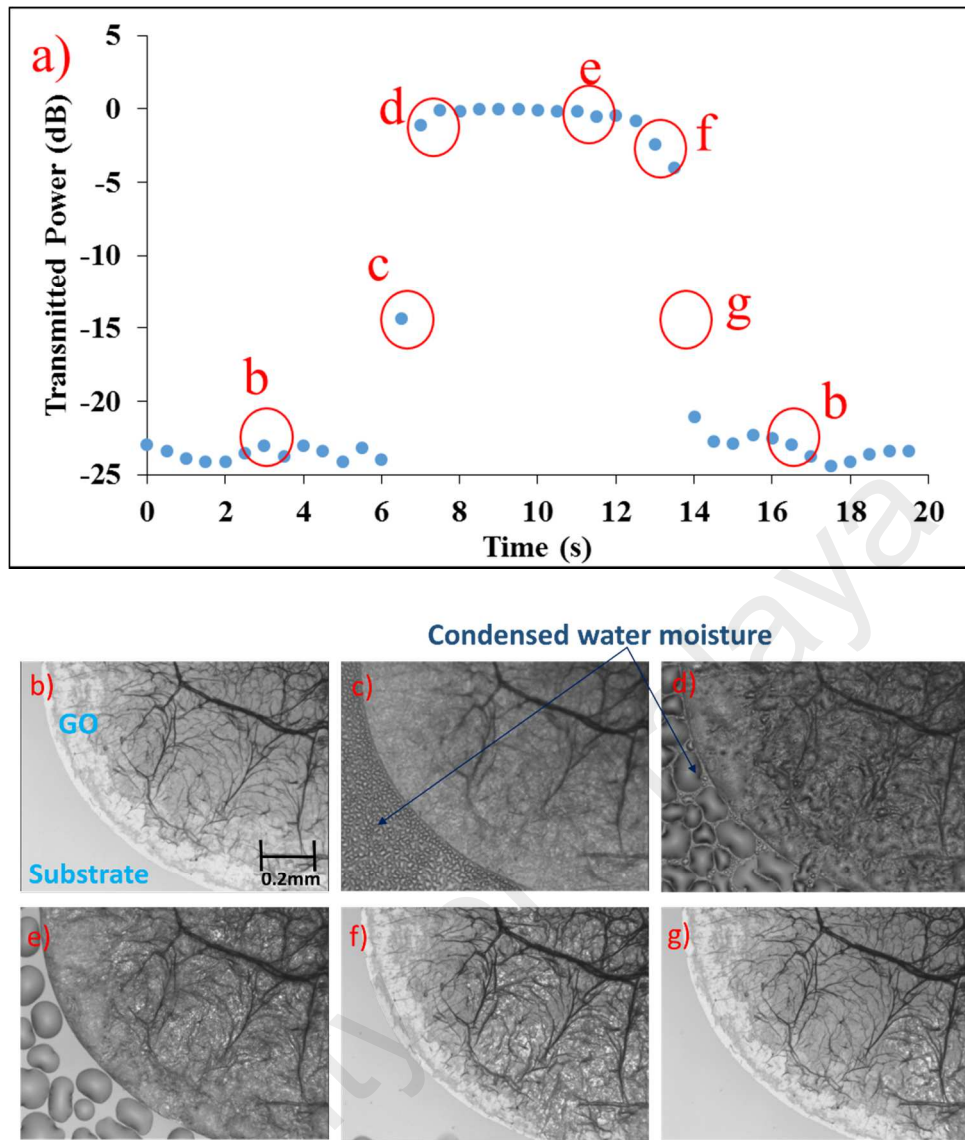 a)
5
0
-5
-10
-15
-20
-25
Transmitted Power (dB)
b
c
d
e
f
g
b
0 2 4 6 8 10 12 14 16 18 20
Time (s)
Condensed water moisture
b)
GO
Substrate
0.2mm
c)
d)
e)
f)
g)